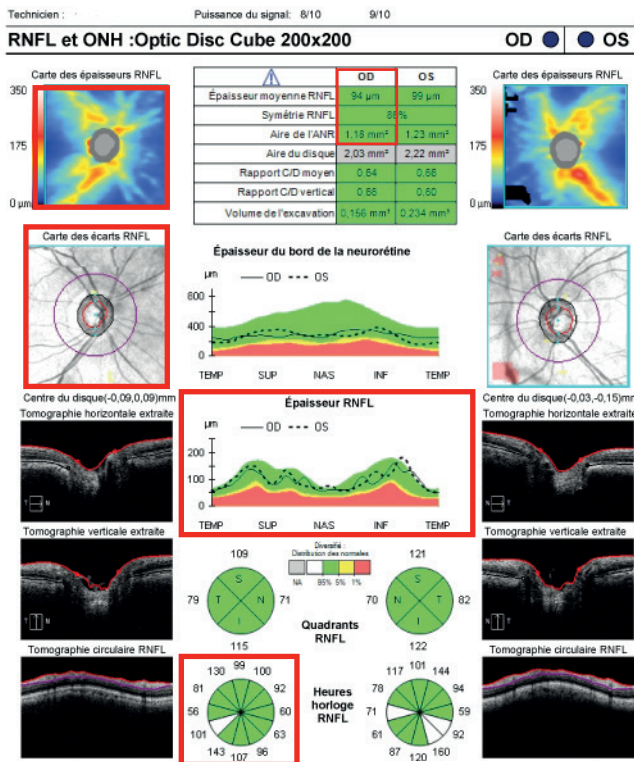 Technicien : Puissance du signal: 8/10 9/10
RNFL et ONH :Optic Disc Cube 200x200 OD OS
Carte des épaisseurs RNFL
350
175
0 µm
OD OS
Épaisseur moyenne RNFL 94 µm 99 µm
Symétrie RNFL
Aire de l'ANR 1,18 mm² 1,23 mm²
Aire du disque 2,03 mm² 2,22 mm²
Rapport C/D moyen 0,64 0,66
Rapport C/D vertical 0,66 0,60
Volume de l'excavation 0,156 mm³ 0,234 mm³
Carte des épaisseurs RNFL
350
175
0 µm
Carte des écarts RNFL
Épaisseur du bord de la neurorétine
µm OD OS
800
400
0
TEMP SUP NAS INF TEMP
Carte des écarts RNFL
Centre du disque(-0,09,0,09)mm
Tomographie horizontale extraite
T N
Épaisseur RNFL
µm OD OS
200
100
0
TEMP SUP NAS INF TEMP
Centre du disque(-0,03,-0,15)mm
Tomographie horizontale extraite
T N
Tomographie verticale extraite
Distribution des normales
NA 95% 5% 1%
109
79 S T N I 71
115
Quadrants
RNFL
121
70 S N T I 82
122
Tomographie verticale extraite
Tomographie circulaire RNFL
130 99 100
81 92
56 60
101 63
143 107 96
Heures
horloge
RNFL
117 101 144
78 94
71 59
61 92
87 120 160
Tomographie circulaire RNFL